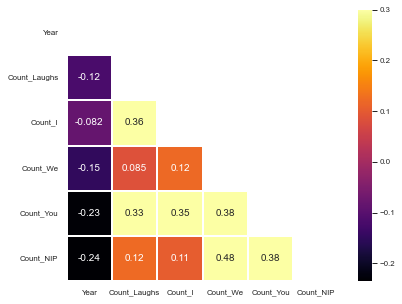 Year
Count_Laughs
Count_I
Count_We
Count_You
Count_NIP
-0.12
-0.082 0.36
-0.15 0.085 0.12
-0.23 0.33 0.35 0.38
-0.24 0.12 0.11 0.48 0.38
Year Count_Laughs Count_I Count_We Count_You Count_NIP
0.3
0.2
0.1
0.0
-0.1
-0.2